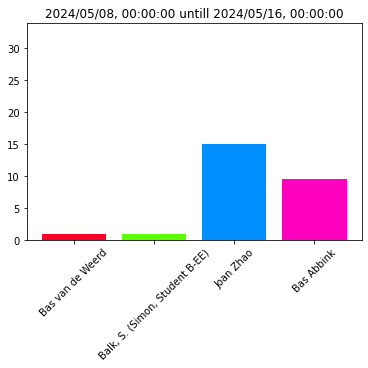 2024/05/08, 00:00:00 untill 2024/05/16, 00:00:00
30
25
20
15
10
5
0
Bas van de Weerd
Balk, S. (Simon, Student B-EE)
Joan Zhao
Bas Abbink